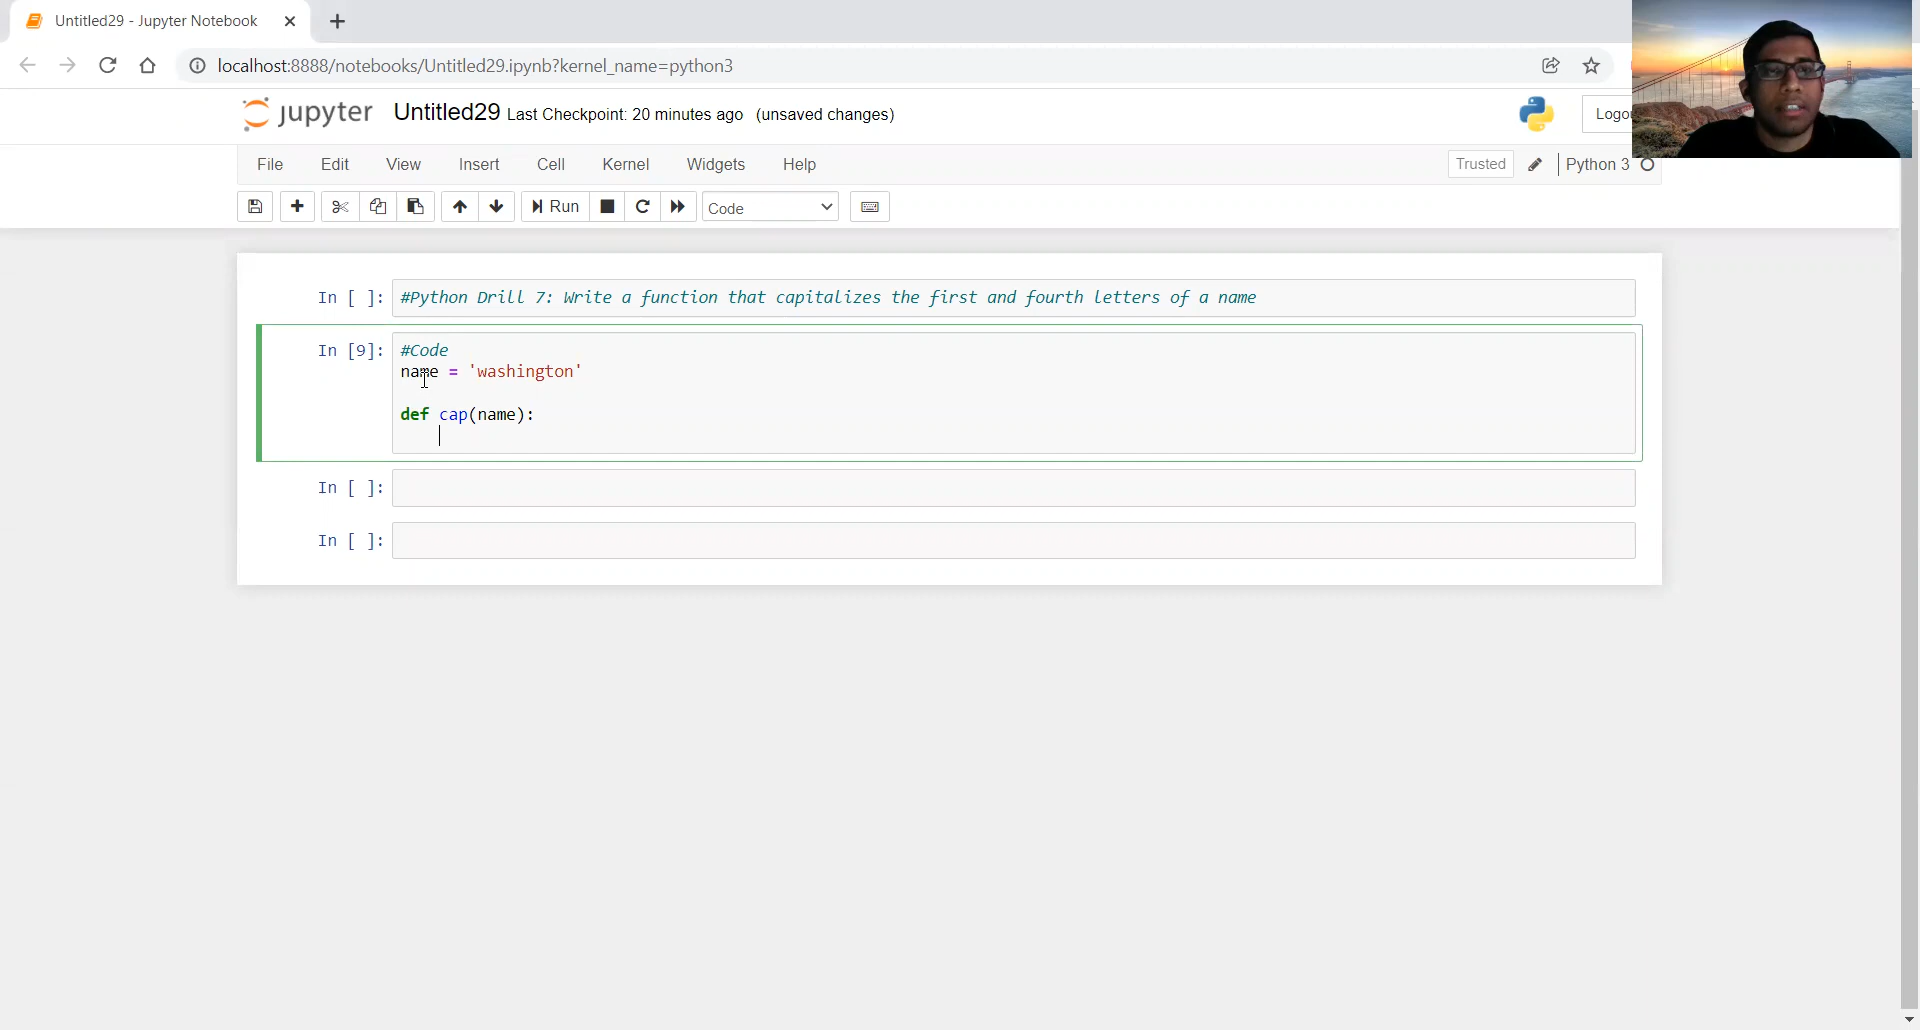 Untitled29 - Jupyter Notebook
localhost:8888/notebooks/Untitled29.ipynb?kernel_name=python3
jupyter Untitled29 Last Checkpoint: 20 minutes ago (unsaved changes)
File Edit View Insert Cell Kernel Widgets Help Trusted Python 3
Run Code
In [ ]: #Python Drill 7: Write a function that capitalizes the first and fourth letters of a name
In [9]: #Code
name = 'washington'
def cap(name):
In [ ]:
In [ ]: